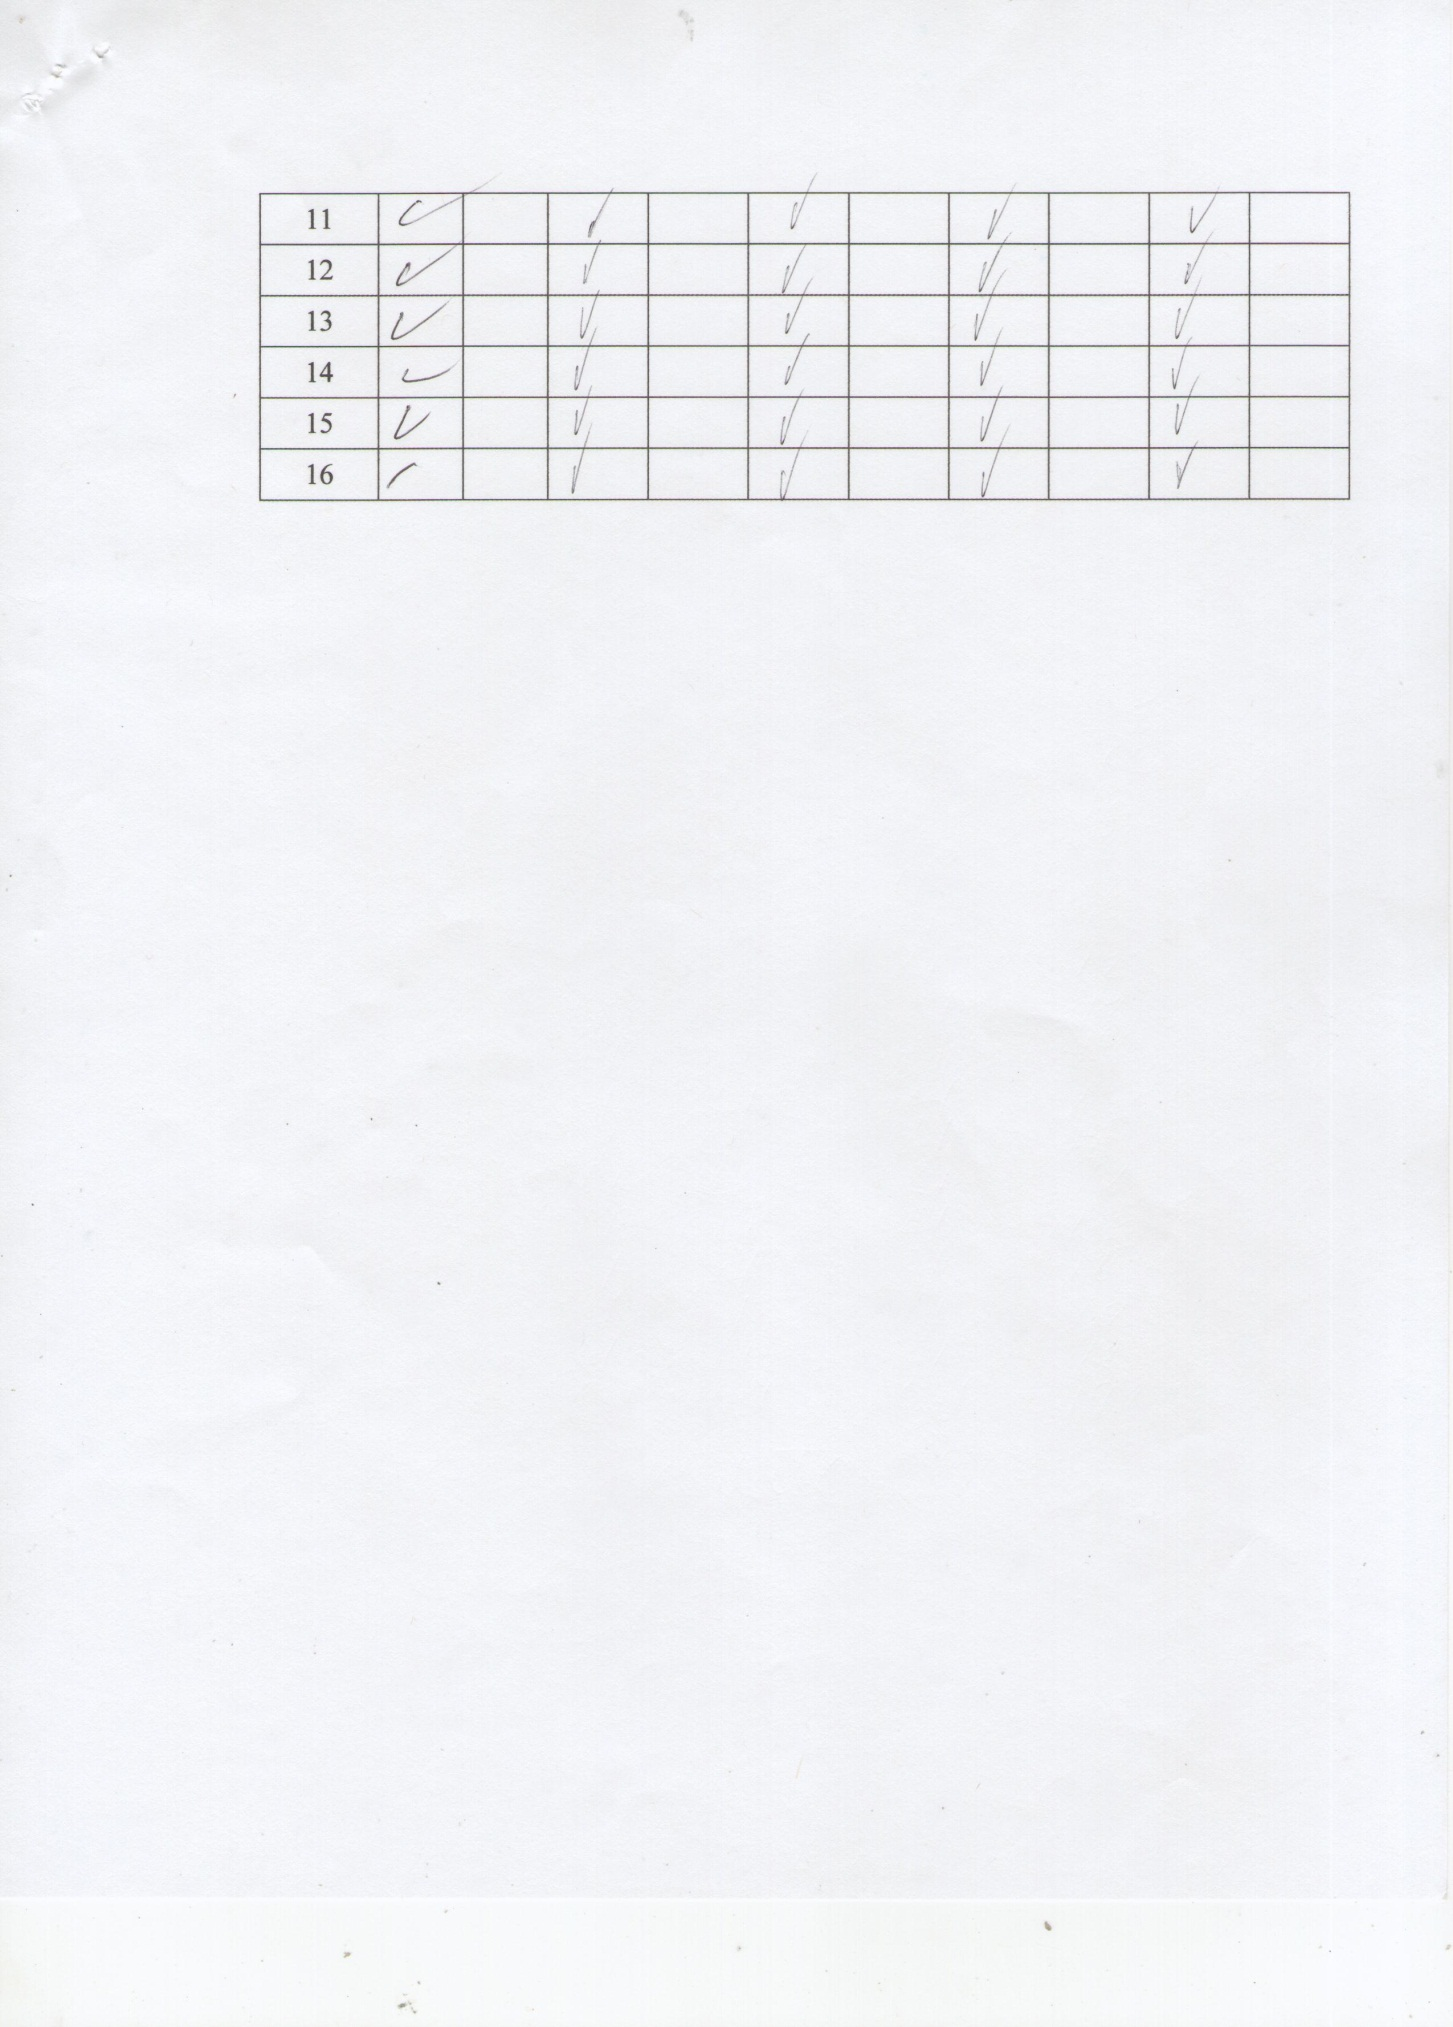 11 ✓ ✓ ✓ ✓ ✓
12 ✓ ✓ ✓ ✓ ✓
13 ✓ ✓ ✓ ✓ ✓
14 ✓ ✓ ✓ ✓ ✓
15 ✓ ✓ ✓ ✓ ✓
16 ✓ ✓ ✓ ✓ ✓